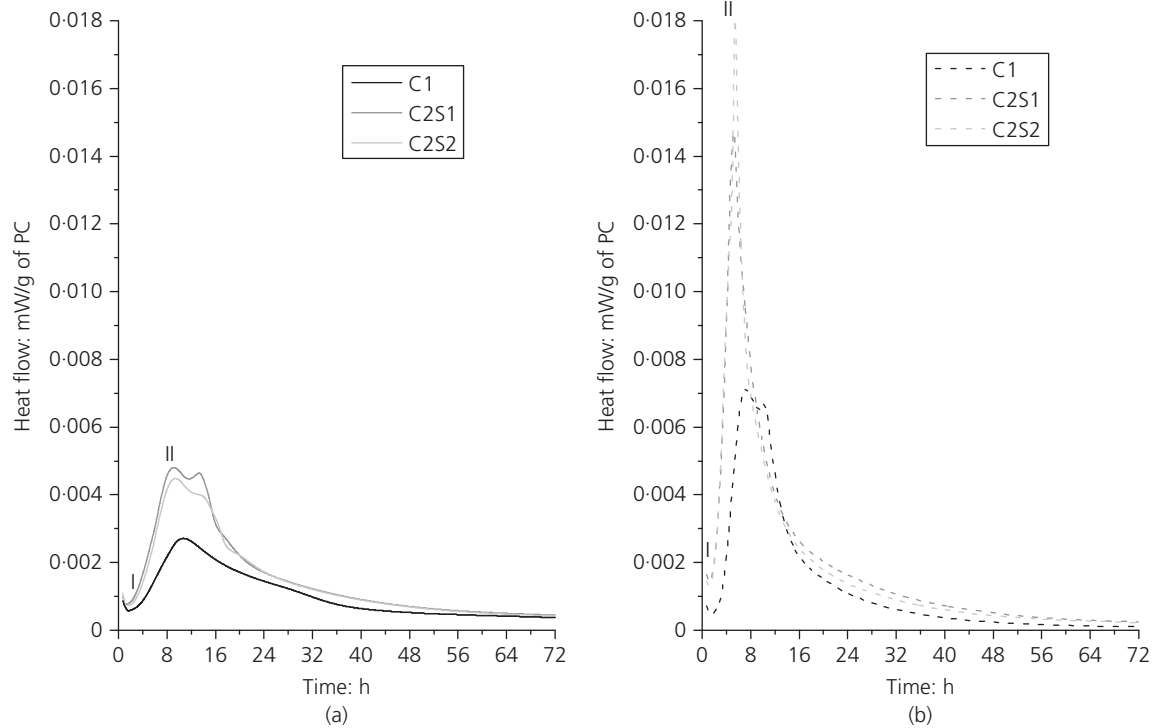 0·018
0·016
0·014
0·012
0·010
0·008
0·006
0·004
0·002
0
Heat flow: mW/g of PC
C1
C2S1
C2S2
I
II
0 8 16 24 32 40 48 56 64 72
Time: h
(a)
0·018
0·016
0·014
0·012
0·010
0·008
0·006
0·004
0·002
0
Heat flow: mW/g of PC
II
C1
C2S1
C2S2
I
0 8 16 24 32 40 48 56 64 72
Time: h
(b)